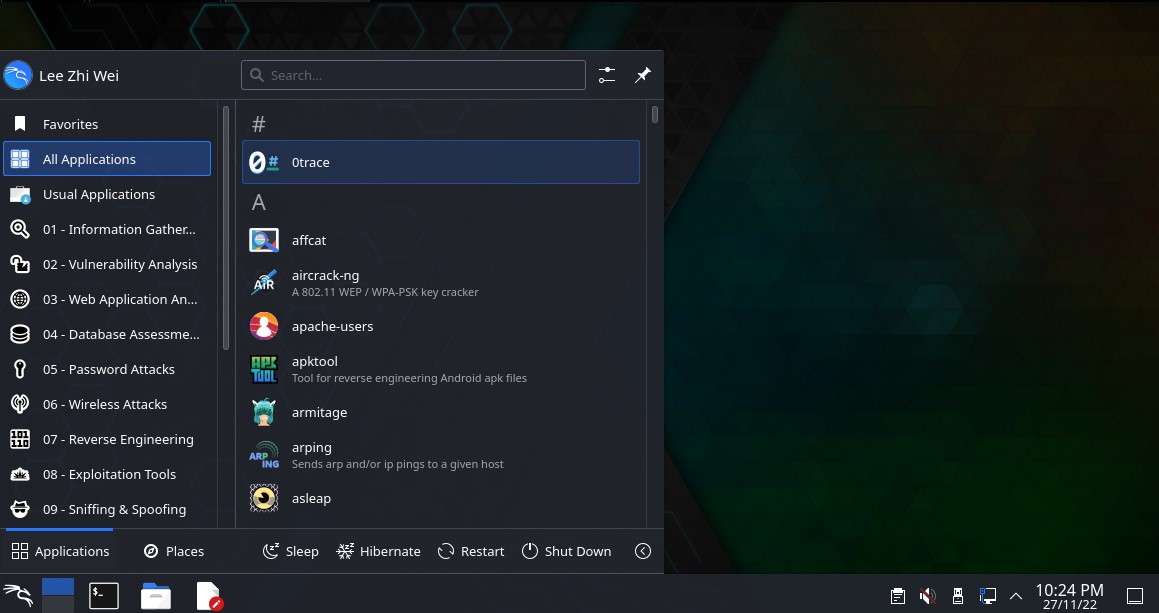 Lee Zhi Wei
Search...
Favorites
All Applications
Usual Applications
01 - Information Gather...
02 - Vulnerability Analysis
03 - Web Application An...
04 - Database Assessme...
05 - Password Attacks
06 - Wireless Attacks
07 - Reverse Engineering
08 - Exploitation Tools
09 - Sniffing & Spoofing
#
0trace
A
affcat
aircrack-ng
A 802.11 WEP / WPA-PSK key cracker
apache-users
apktool
Tool for reverse engineering Android apk files
armitage
arping
Sends arp and/or ip pings to a given host
asleap
Applications
Places
Sleep
Hibernate
Restart
Shut Down
10:24 PM
27/11/22